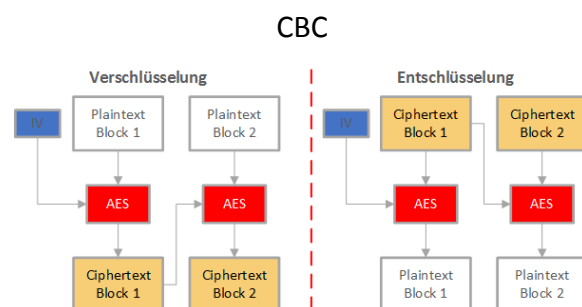 CBC
Verschlüsselung
IV
Plaintext
Block 1
Plaintext
Block 2
AES
AES
Ciphertext
Block 1
Ciphertext
Block 2
Entschlüsselung
IV
Ciphertext
Block 1
Ciphertext
Block 2
AES
AES
Plaintext
Block 1
Plaintext
Block 2